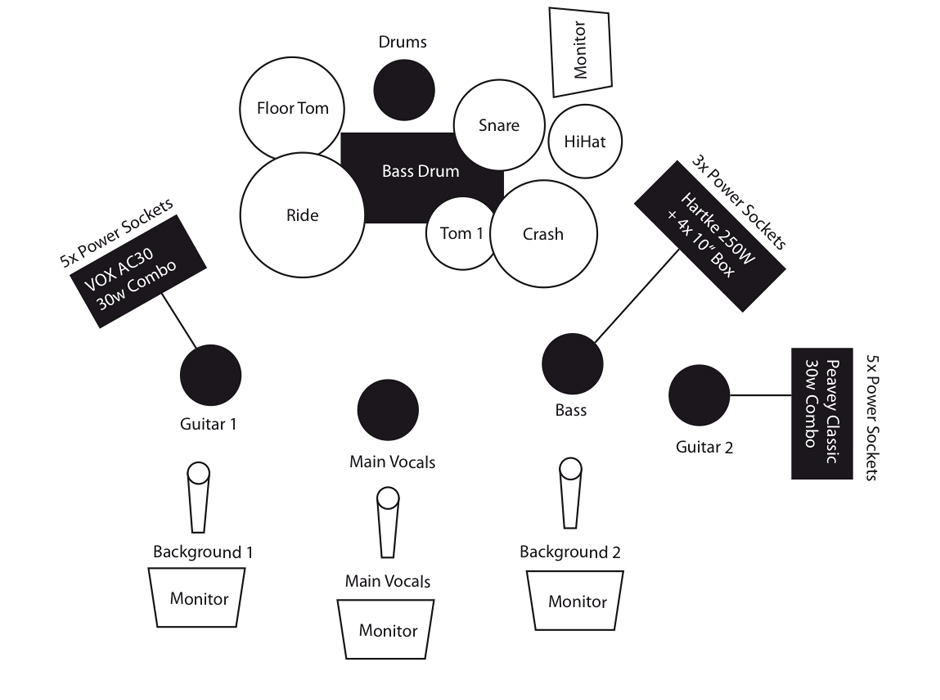 Drums
Monitor
Floor Tom
Snare
HiHat
Bass Drum
Ride
Tom 1
Crash
5x Power Sockets
VOX AC30
30w Combo
3x Power Sockets
Hartke 250W
+ 4x 10“ Box
Guitar 1
Main Vocals
Bass
Guitar 2
Peavey Classic
30w Combo
5x Power Sockets
Background 1
Monitor
Main Vocals
Monitor
Background 2
Monitor